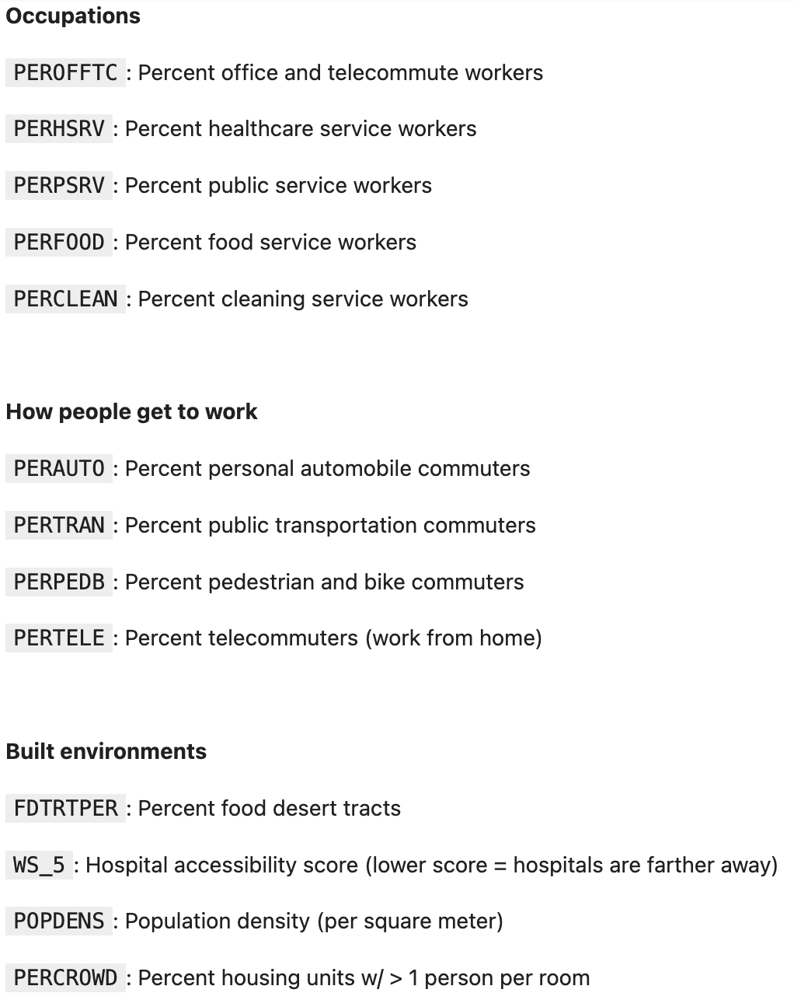 Occupations
PEROFFTC : Percent office and telecommute workers
PERHSRV : Percent healthcare service workers
PERPSRV : Percent public service workers
PERFOOD : Percent food service workers
PERCLEAN : Percent cleaning service workers
How people get to work
PERAUTO : Percent personal automobile commuters
PERTRAN : Percent public transportation commuters
PERPEDB : Percent pedestrian and bike commuters
PERTELE : Percent telecommuters (work from home)
Built environments
FDTRTPER : Percent food desert tracts
WS_5 : Hospital accessibility score (lower score = hospitals are farther away)
POPDENS : Population density (per square meter)
PERCROWD : Percent housing units w/ > 1 person per room